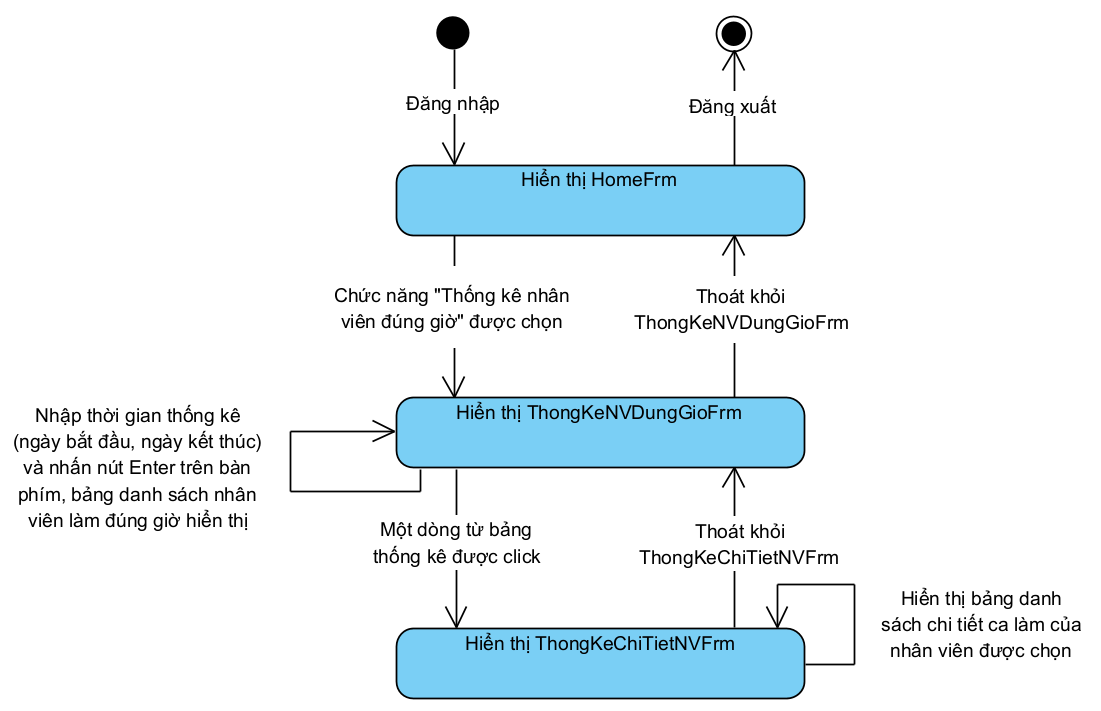 Đăng nhập
Đăng xuất
Hiển thị HomeFrm
Chức năng "Thống kê nhân
viên đúng giờ" được chọn
Thoát khỏi
ThongKeNVDungGioFrm
Hiển thị ThongKeNVDungGioFrm
Nhập thời gian thống kê
(ngày bắt đầu, ngày kết thúc)
và nhấn nút Enter trên bàn
phím, bảng danh sách nhân
viên làm đúng giờ hiển thị
Một dòng từ bảng
thống kê được click
Thoát khỏi
ThongKeChiTietNVFrm
Hiển thị ThongKeChiTietNVFrm
Hiển thị bảng danh
sách chi tiết ca làm của
nhân viên được chọn